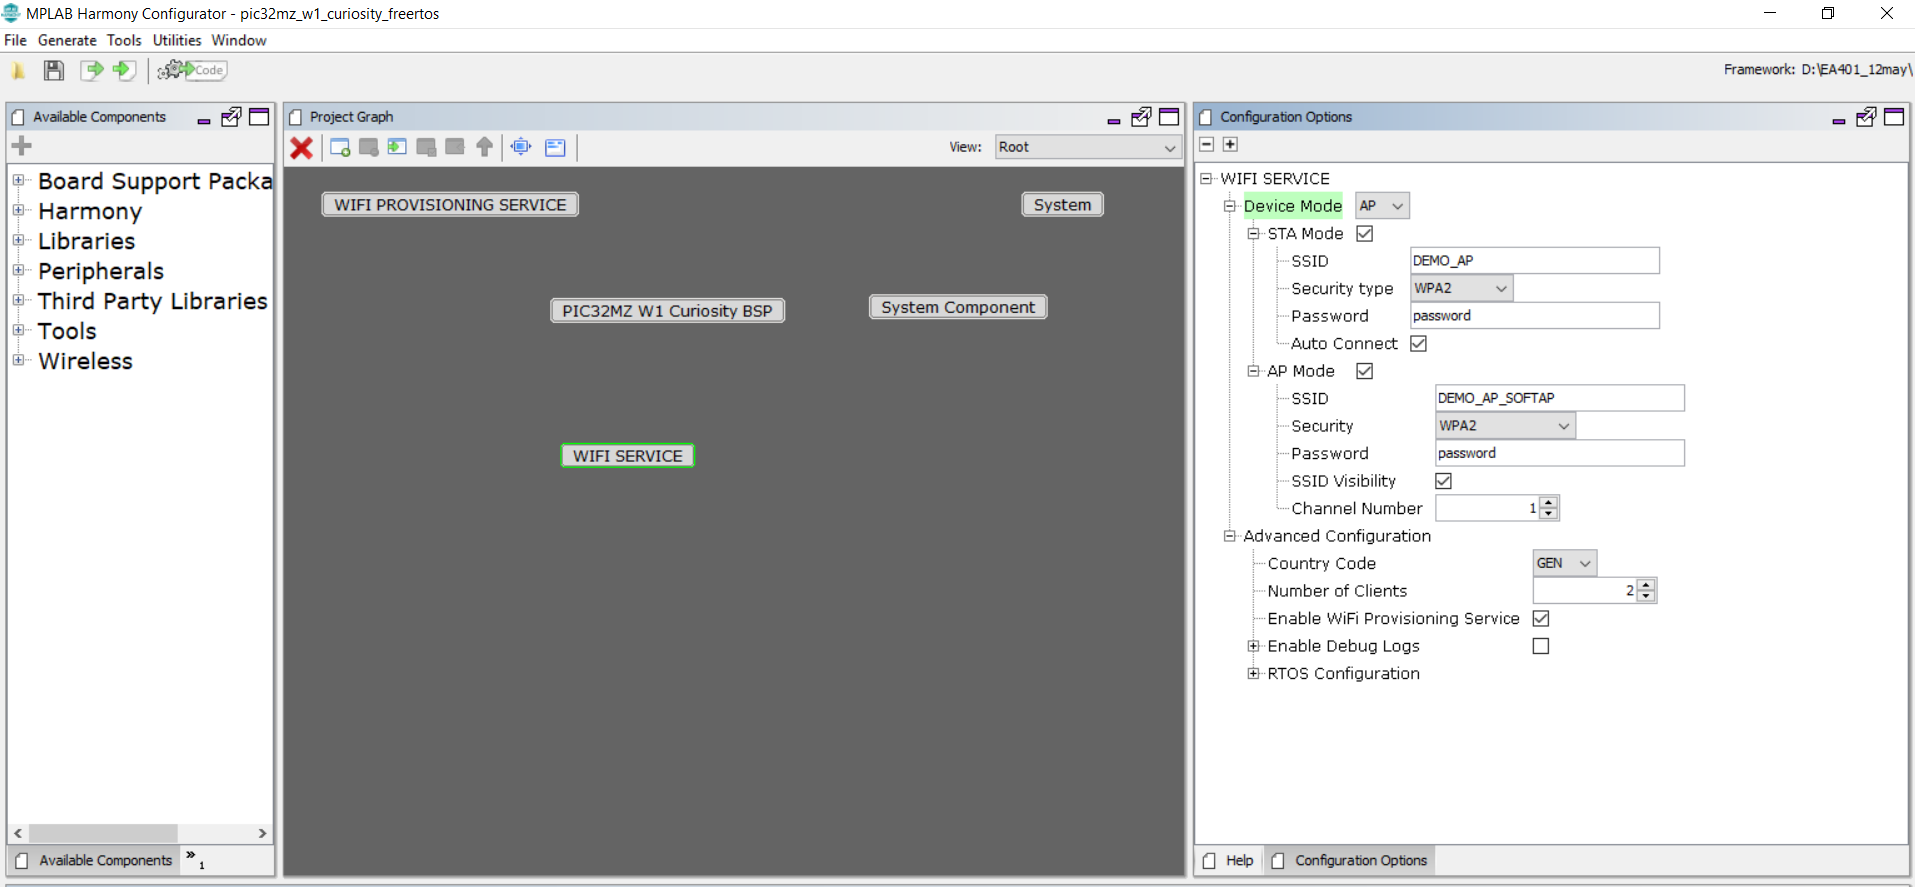 MPLAB Harmony Configurator - pic32mz_w1_curiosity_freertos
File Generate Tools Utilities Window
Code
Framework: D:\EA401_12may\
Available Components
Board Support Packa
Harmony
Libraries
Peripherals
Third Party Libraries
Tools
Wireless
Available Components
1
Project Graph
View: Root
WIFI PROVISIONING SERVICE
System
PIC32MZ W1 Curiosity BSP
System Component
WIFI SERVICE
Configuration Options
WIFI SERVICE
Device Mode AP
STA Mode
SSID DEMO_AP
Security type WPA2
Password password
Auto Connect
AP Mode
SSID DEMO_AP_SOFTAP
Security WPA2
Password password
SSID Visibility
Channel Number 1
Advanced Configuration
Country Code GEN
Number of Clients 2
Enable WiFi Provisioning Service
Enable Debug Logs
RTOS Configuration
Help
Configuration Options